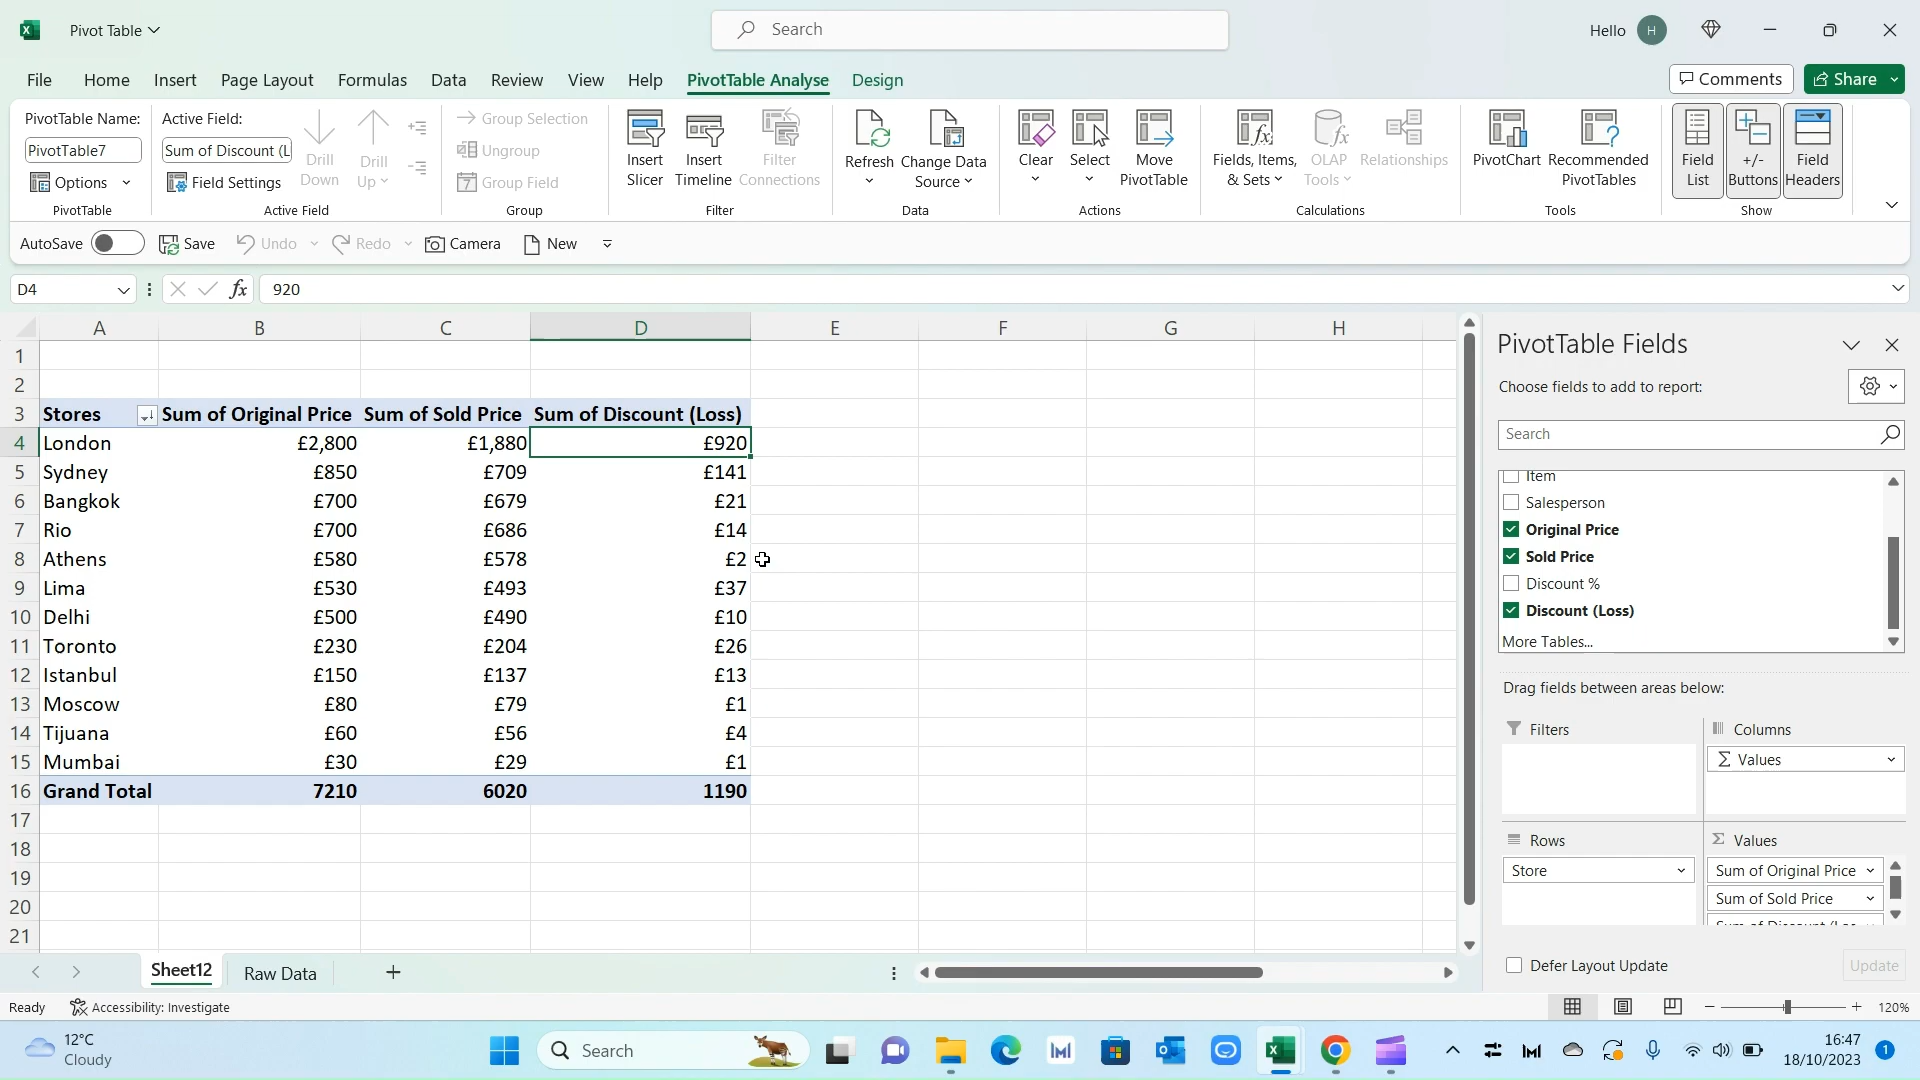 Pivot Table
Search
Hello
H
File Home Insert Page Layout Formulas Data Review View Help PivotTable Analyse Design
Comments Share
PivotTable Name:
PivotTable7
Options
PivotTable
Active Field:
Sum of Discount (L
Field Settings
Drill Down
Drill Up
Active Field
Group Selection
Ungroup
Group Field
Group
Insert Slicer
Insert Timeline
Filter Connections
Filter
Refresh
Change Data Source
Data
Clear
Select
Move PivotTable
Actions
Fields, Items, & Sets
OLAP Tools
Relationships
Calculations
PivotChart
Recommended PivotTables
Tools
Field List
+/- Buttons
Field Headers
Show
AutoSave Save Undo Redo Camera New
D4 fx 920
A B C D E F G H
1
2
3 Stores Sum of Original Price Sum of Sold Price Sum of Discount (Loss)
4 London £2,800 £1,880 £920
5 Sydney £850 £709 £141
6 Bangkok £700 £679 £21
7 Rio £700 £686 £14
8 Athens £580 £578 £2
9 Lima £530 £493 £37
10 Delhi £500 £490 £10
11 Toronto £230 £204 £26
12 Istanbul £150 £137 £13
13 Moscow £80 £79 £1
14 Tijuana £60 £56 £4
15 Mumbai £30 £29 £1
16 Grand Total 7210 6020 1190
17
18
19
20
21
PivotTable Fields
Choose fields to add to report:
Search
Item
Salesperson
Original Price
Sold Price
Discount %
Discount (Loss)
More Tables...
Drag fields between areas below:
Filters
Columns
Σ Values
Rows
Store
Σ Values
Sum of Original Price
Sum of Sold Price
Defer Layout Update
Update
Sheet12 Raw Data
Ready Accessibility: Investigate
120%
12°C
Cloudy
Search
16:47
18/10/2023
1